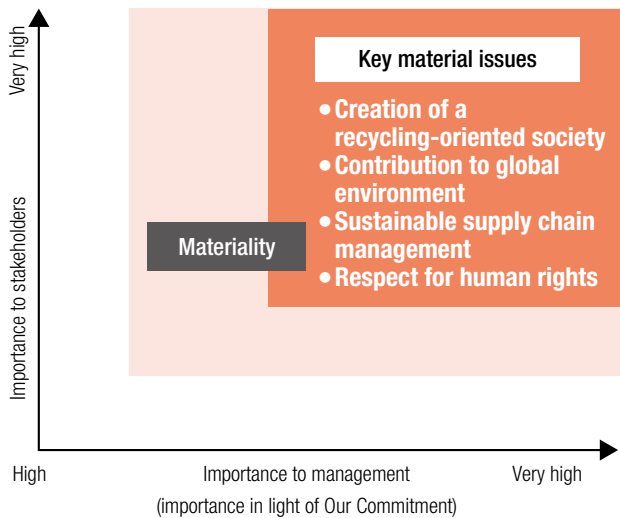 Very high
Importance to stakeholders
Key material issues
● Creation of a
recycling-oriented society
● Contribution to global
environment
● Sustainable supply chain
management
● Respect for human rights
Materiality
High
Importance to management
Very high
(importance in light of Our Commitment)